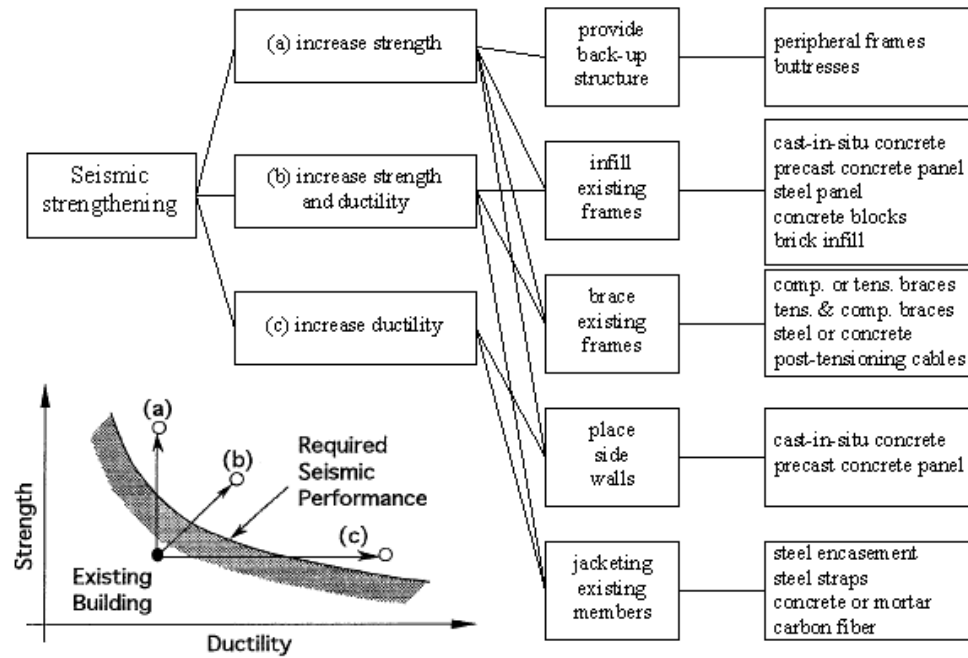 Seismic
strengthening
(a) increase strength
(b) increase strength
and ductility
(c) increase ductility
provide
back-up
structure
infill
existing
frames
brace
existing
frames
place
side
walls
jacketing
existing
members
peripheral frames
buttresses
cast-in-situ concrete
precast concrete panel
steel panel
concrete blocks
brick infill
comp. or tens. braces
tens. & comp. braces
steel or concrete
post-tensioning cables
cast-in-situ concrete
precast concrete panel
steel encasement
steel straps
concrete or mortar
carbon fiber
Strength
(a)
(b)
(c)
Required
Seismic
Performance
Existing
Building
Ductility